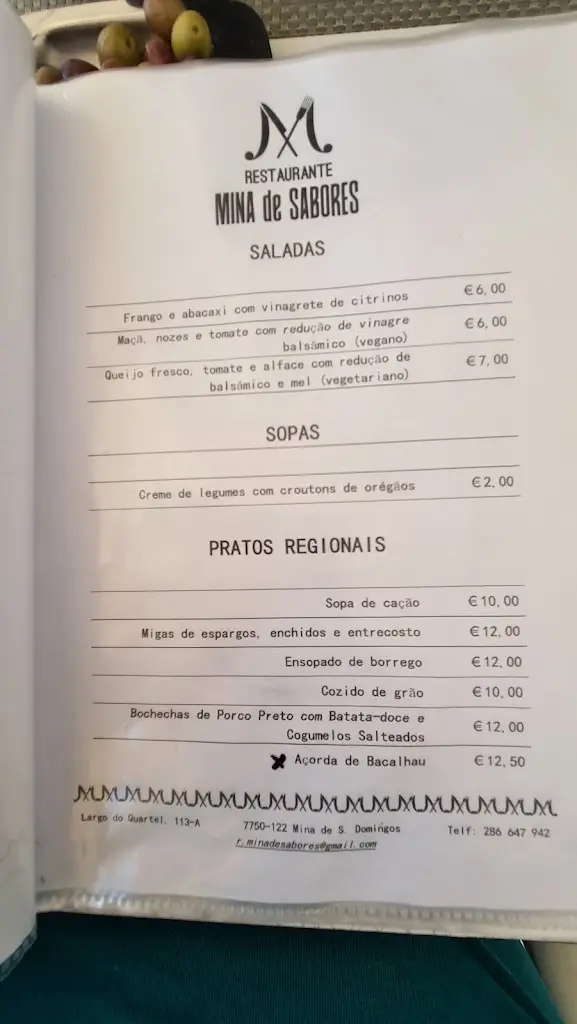 RESTAURANTE
MINA de SABORES
SALADAS
Frango e abacaxi com vinagrete de citrinos €6,00
Maçã, nozes e tomate com redução de vinagre
balsâmico (vegano) €6,00
Queijo fresco, tomate e alface com redução de
balsâmico e mel (vegetariano) €7,00
SOPAS
Creme de legumes com croutons de orégãos €2,00
PRATOS REGIONAIS
Sopa de cação €10,00
Migas de espargos, enchidos e entrecosto €12,00
Ensopado de borrego €12,00
Cozido de grão €10,00
Bochechas de Porco Preto com Batata-doce e
Cogumelos Salteados €12,00
Açorda de Bacalhau €12,50
Largo do Quartel, 113-A 7750-122 Mina de S. Domingos Telf: 286 647 942
r.minadesabores@gmail.com